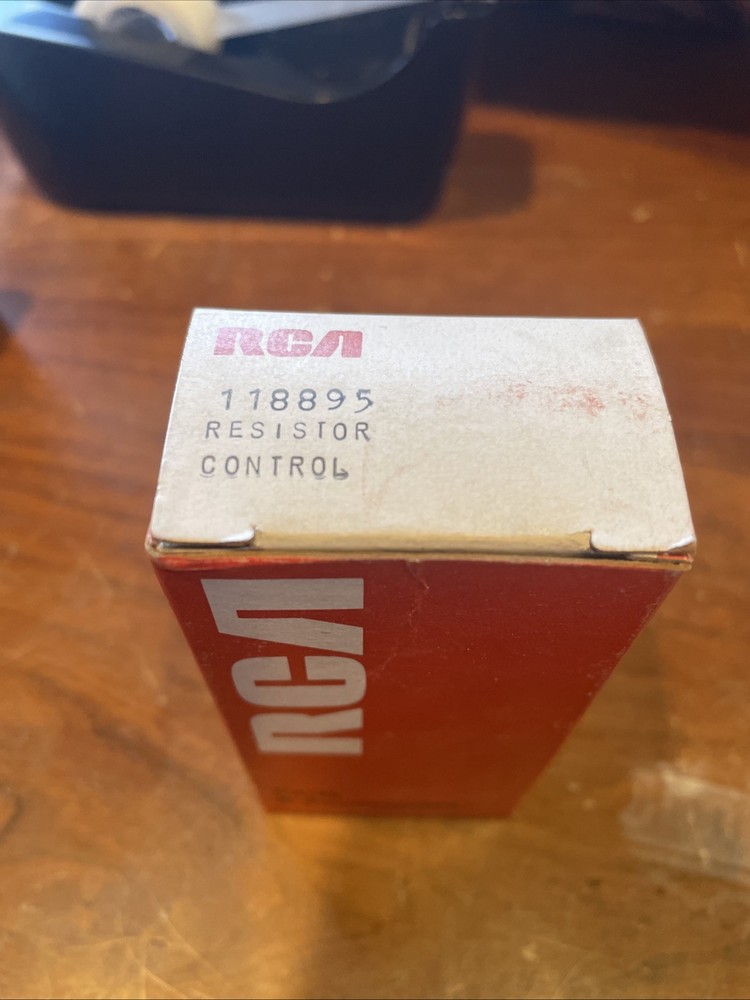 RCA
118895
RESISTOR
CONTROL
RCA